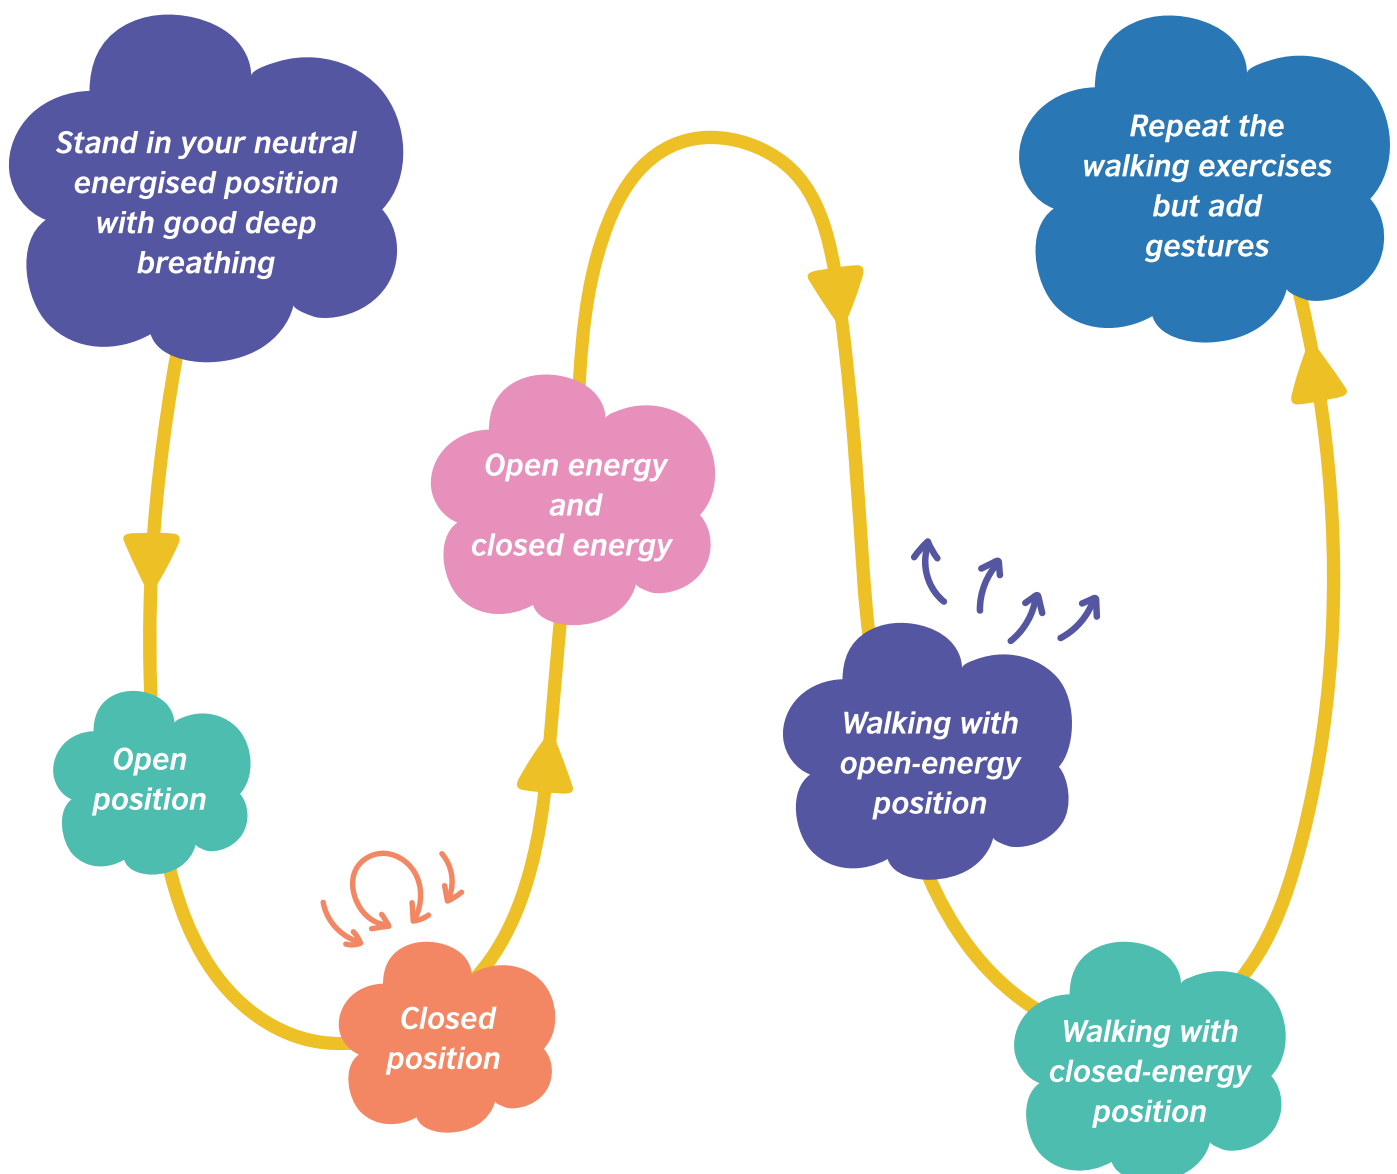 Stand in your neutral
energised position
with good deep
breathing
Open
position
Closed
position
Open energy
and
closed energy
Walking with
open-energy
position
Walking with
closed-energy
position
Repeat the
walking exercises
but add
gestures